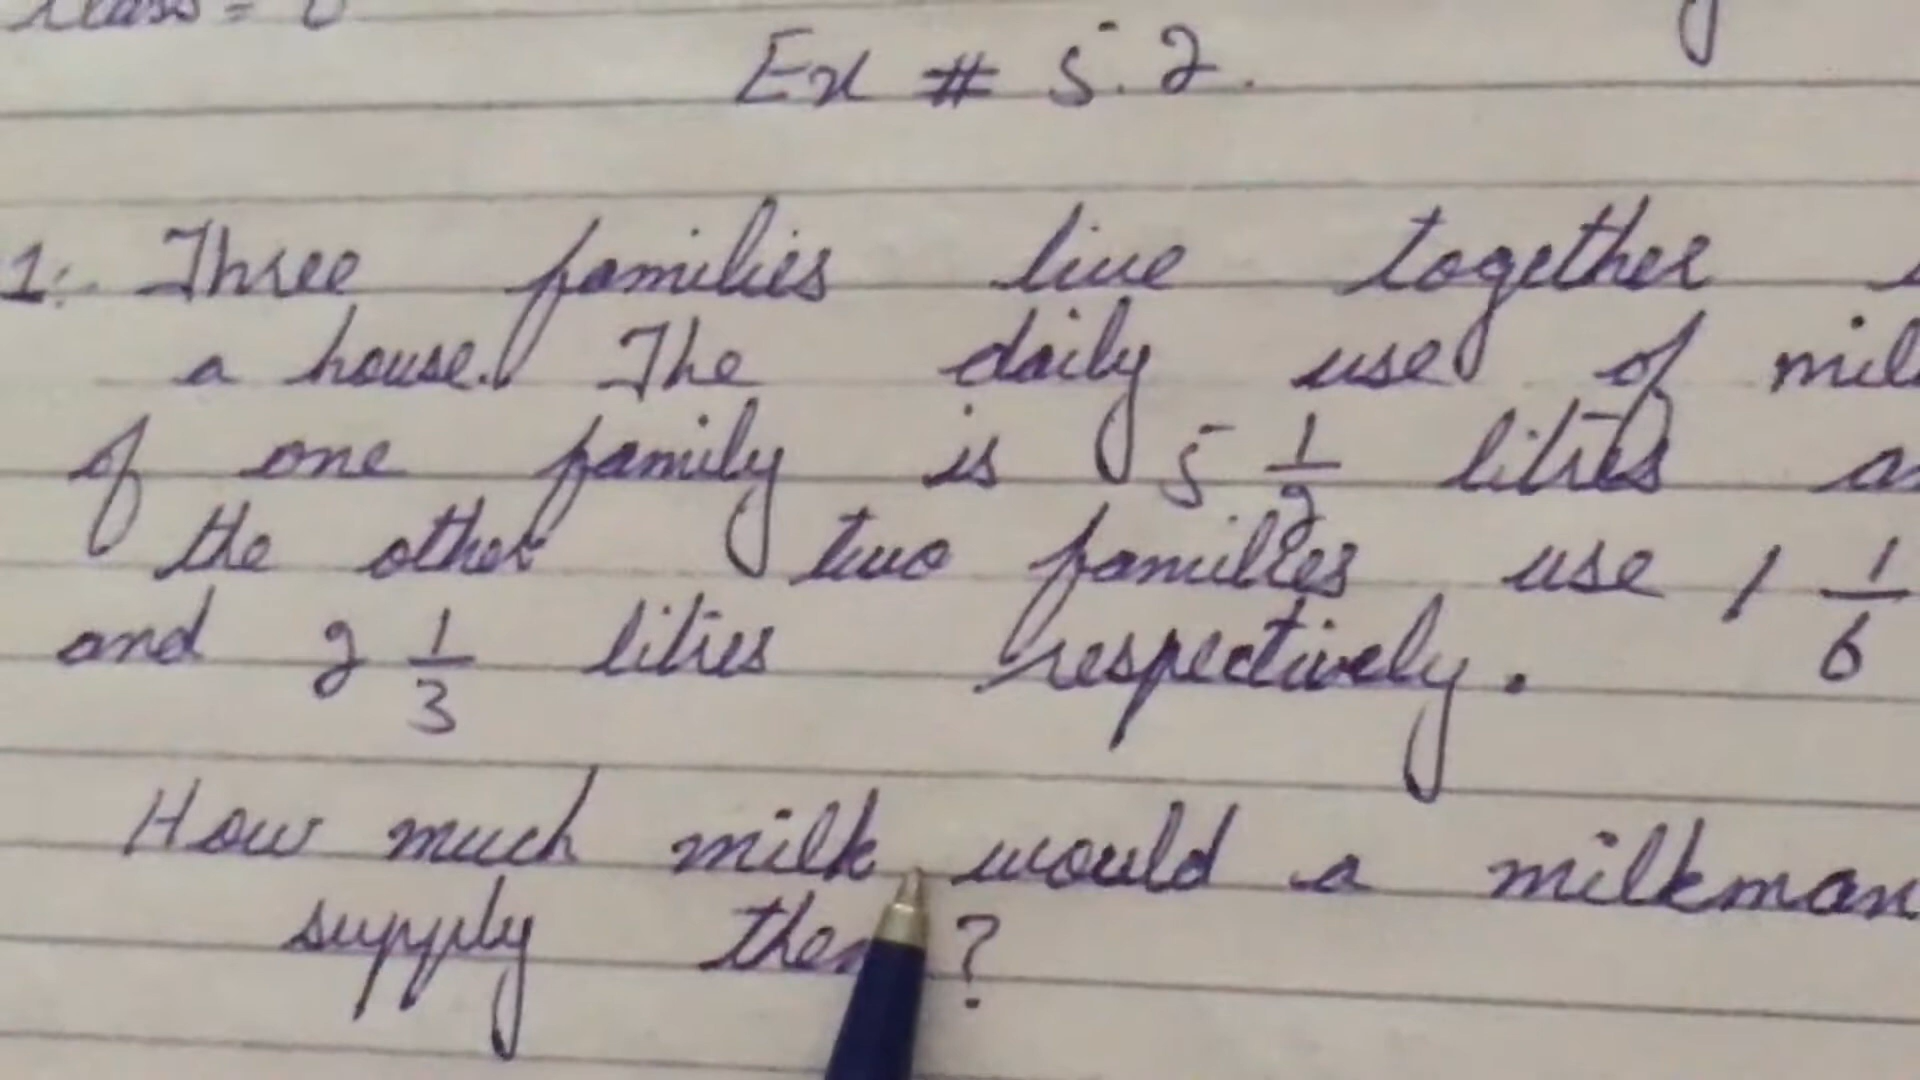 Ex # 5.2.
1:- Three families live together
a house. The daily use of mil
of one family is 5 1/2 litres a
the other two families use 1 1/6
and 2 1/3 litres respectively.
How much milk would a milkman
supply them?